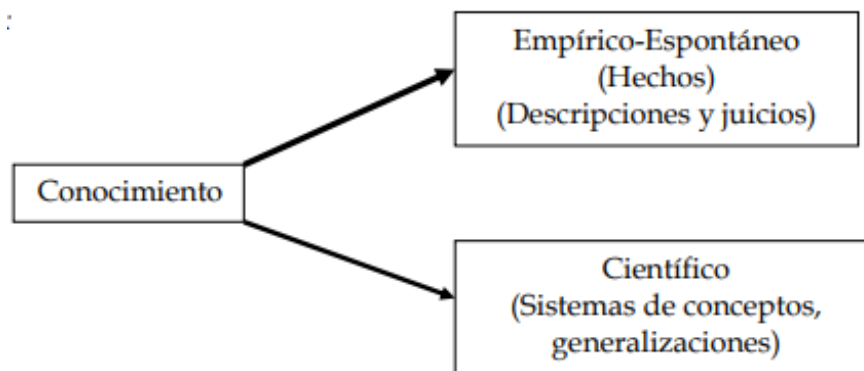 Empírico-Espontáneo
(Hechos)
(Descripciones y juicios)
Conocimiento
Científico
(Sistemas de conceptos,
generalizaciones)